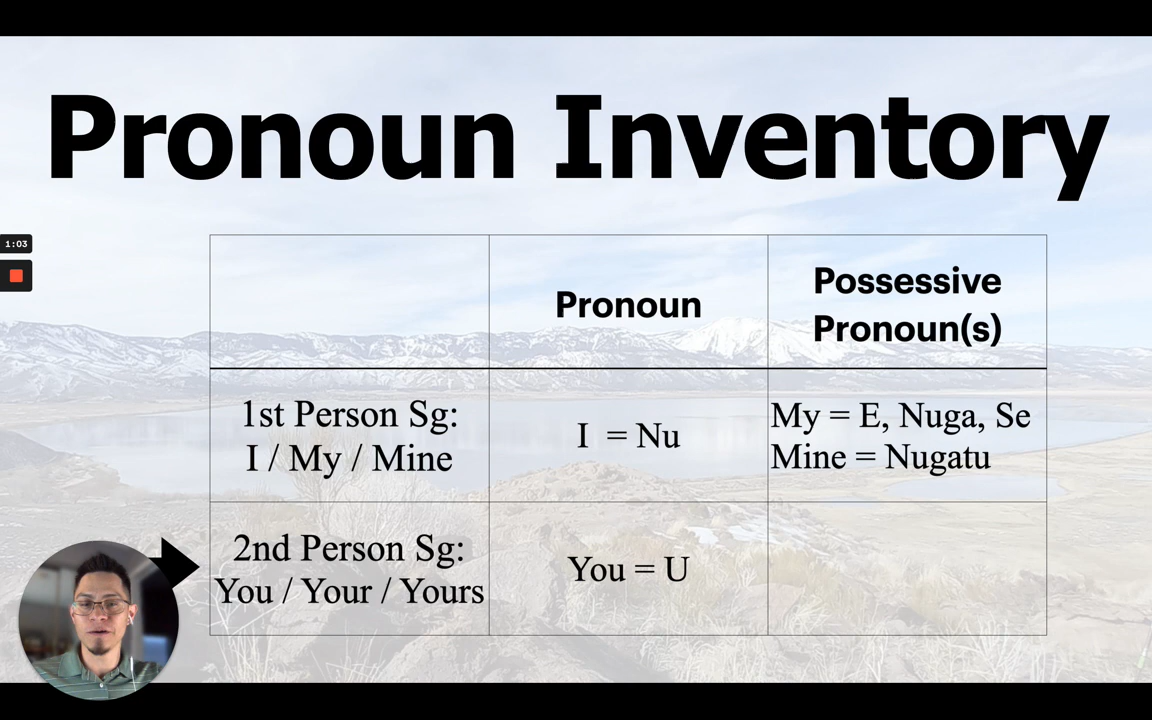 Pronoun Inventory
1:03
Pronoun
Possessive
Pronoun(s)
1st Person Sg:
I / My / Mine
I = Nu
My = E, Nuga, Se
Mine = Nugatu
2nd Person Sg:
You / Your / Yours
You = U